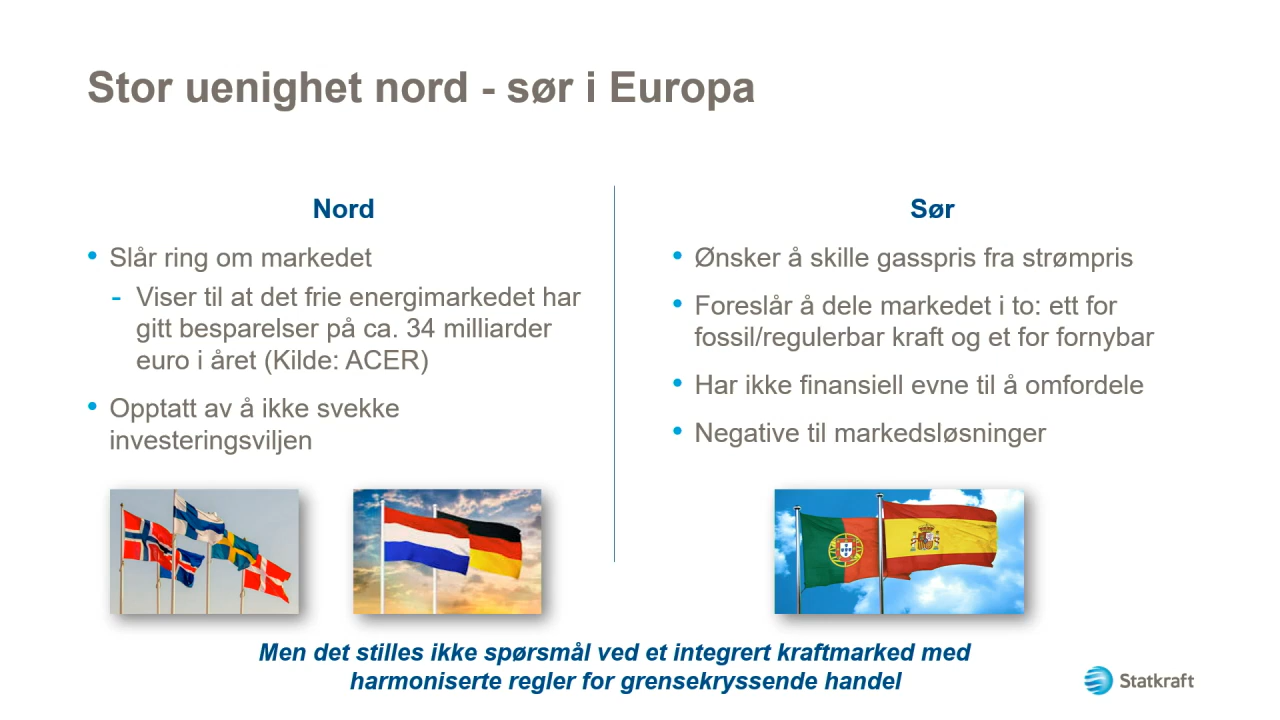 Stor uenighet nord - sør i Europa
Nord
• Slår ring om markedet
- Viser til at det frie energimarkedet har
gitt besparelser på ca. 34 milliarder
euro i året (Kilde: ACER)
• Opptatt av å ikke svekke
investeringsviljen
Sør
• Ønsker å skille gasspris fra strømpris
• Foreslår å dele markedet i to: ett for
fossil/regulerbar kraft og et for fornybar
• Har ikke finansiell evne til å omfordele
• Negative til markedsløsninger
Men det stilles ikke spørsmål ved et integrert kraftmarked med
harmoniserte regler for grensekryssende handel
Statkraft